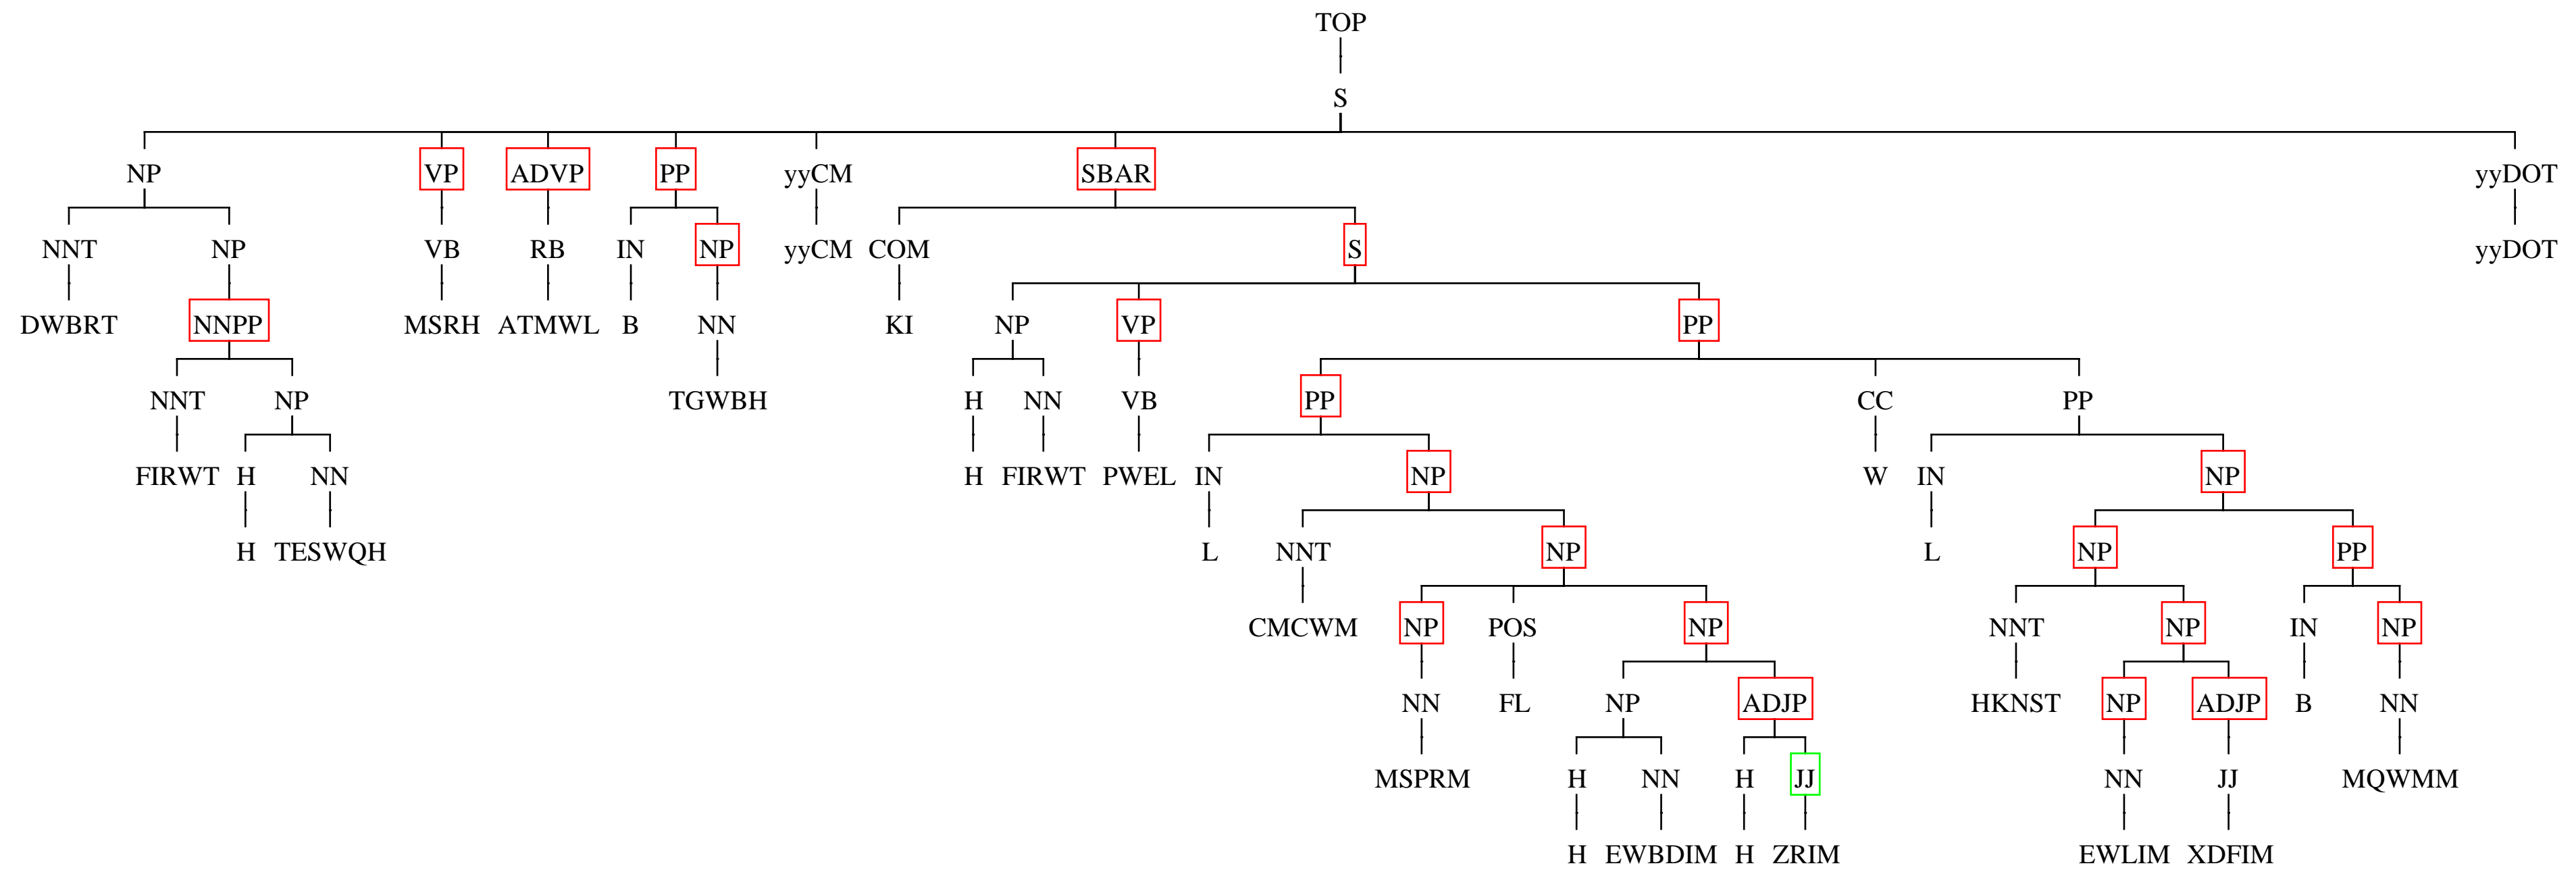 TOP
S
NP VP ADVP PP yyCM SBAR yyDOT
NNT NP VB RB IN NP yyCM COM S yyDOT
DWBRT NNPP MSRH ATMWL B NN KI NP VP PP
NNT NP TGWBH H NN VB PP CC PP
FIRWT H NN H FIRWT PWEL IN NP W IN NP
H TESWQH L NNT NP L NP PP
CMCWM NP POS NP NNT NP IN NP
NN FL NP ADJP HKNST NP ADJP B NN
MSPRM H NN H JJ NN JJ MQWMM
H EWBDIM H ZRIM EWLIM XDFIM